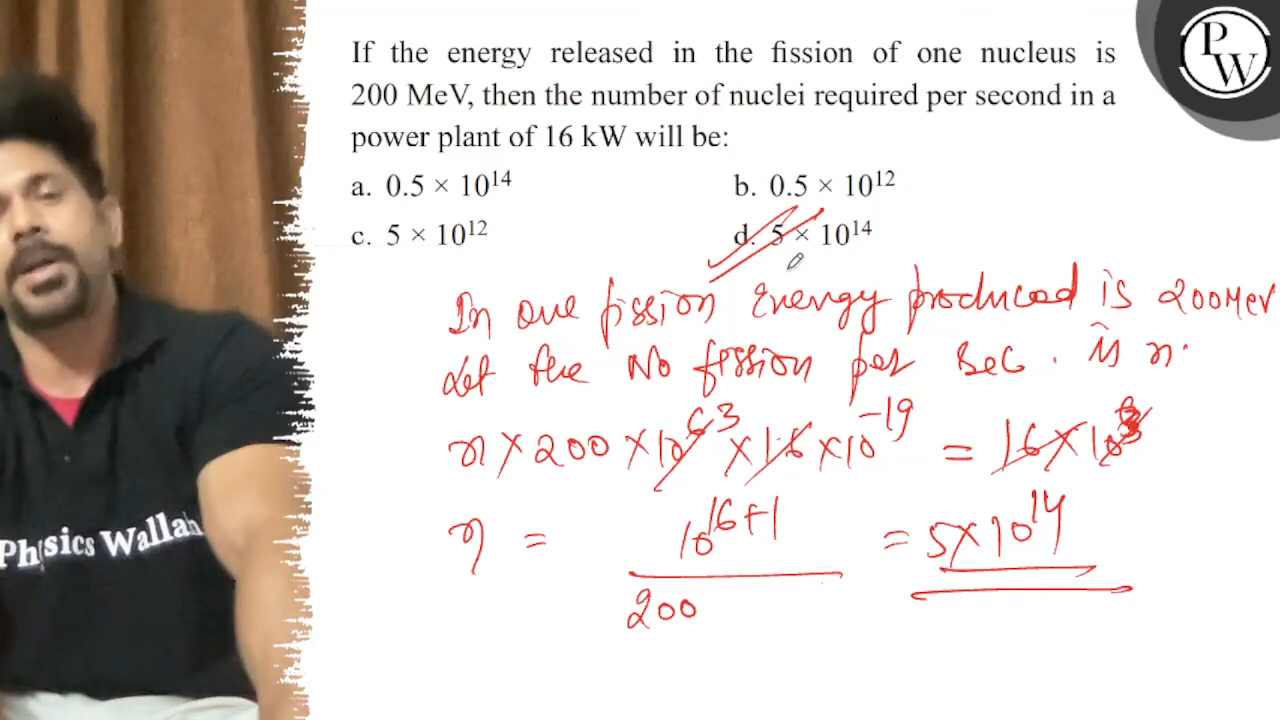 PW
If the energy released in the fission of one nucleus is
200 MeV, then the number of nuclei required per second in a
power plant of 16 kW will be:
a. 0.5 × 10¹⁴
b. 0.5 × 10¹²
c. 5 × 10¹²
d. 5 × 10¹⁴
In one fission Energy produced is 200 MeV
Let the No fission per sec. is n.
n × 200 × 10⁶ ³ × 1.6 × 10⁻¹⁹ = 16 × 10³
n = 10¹⁶⁺¹ / 200 = 5 × 10¹⁴
Physics Wallah